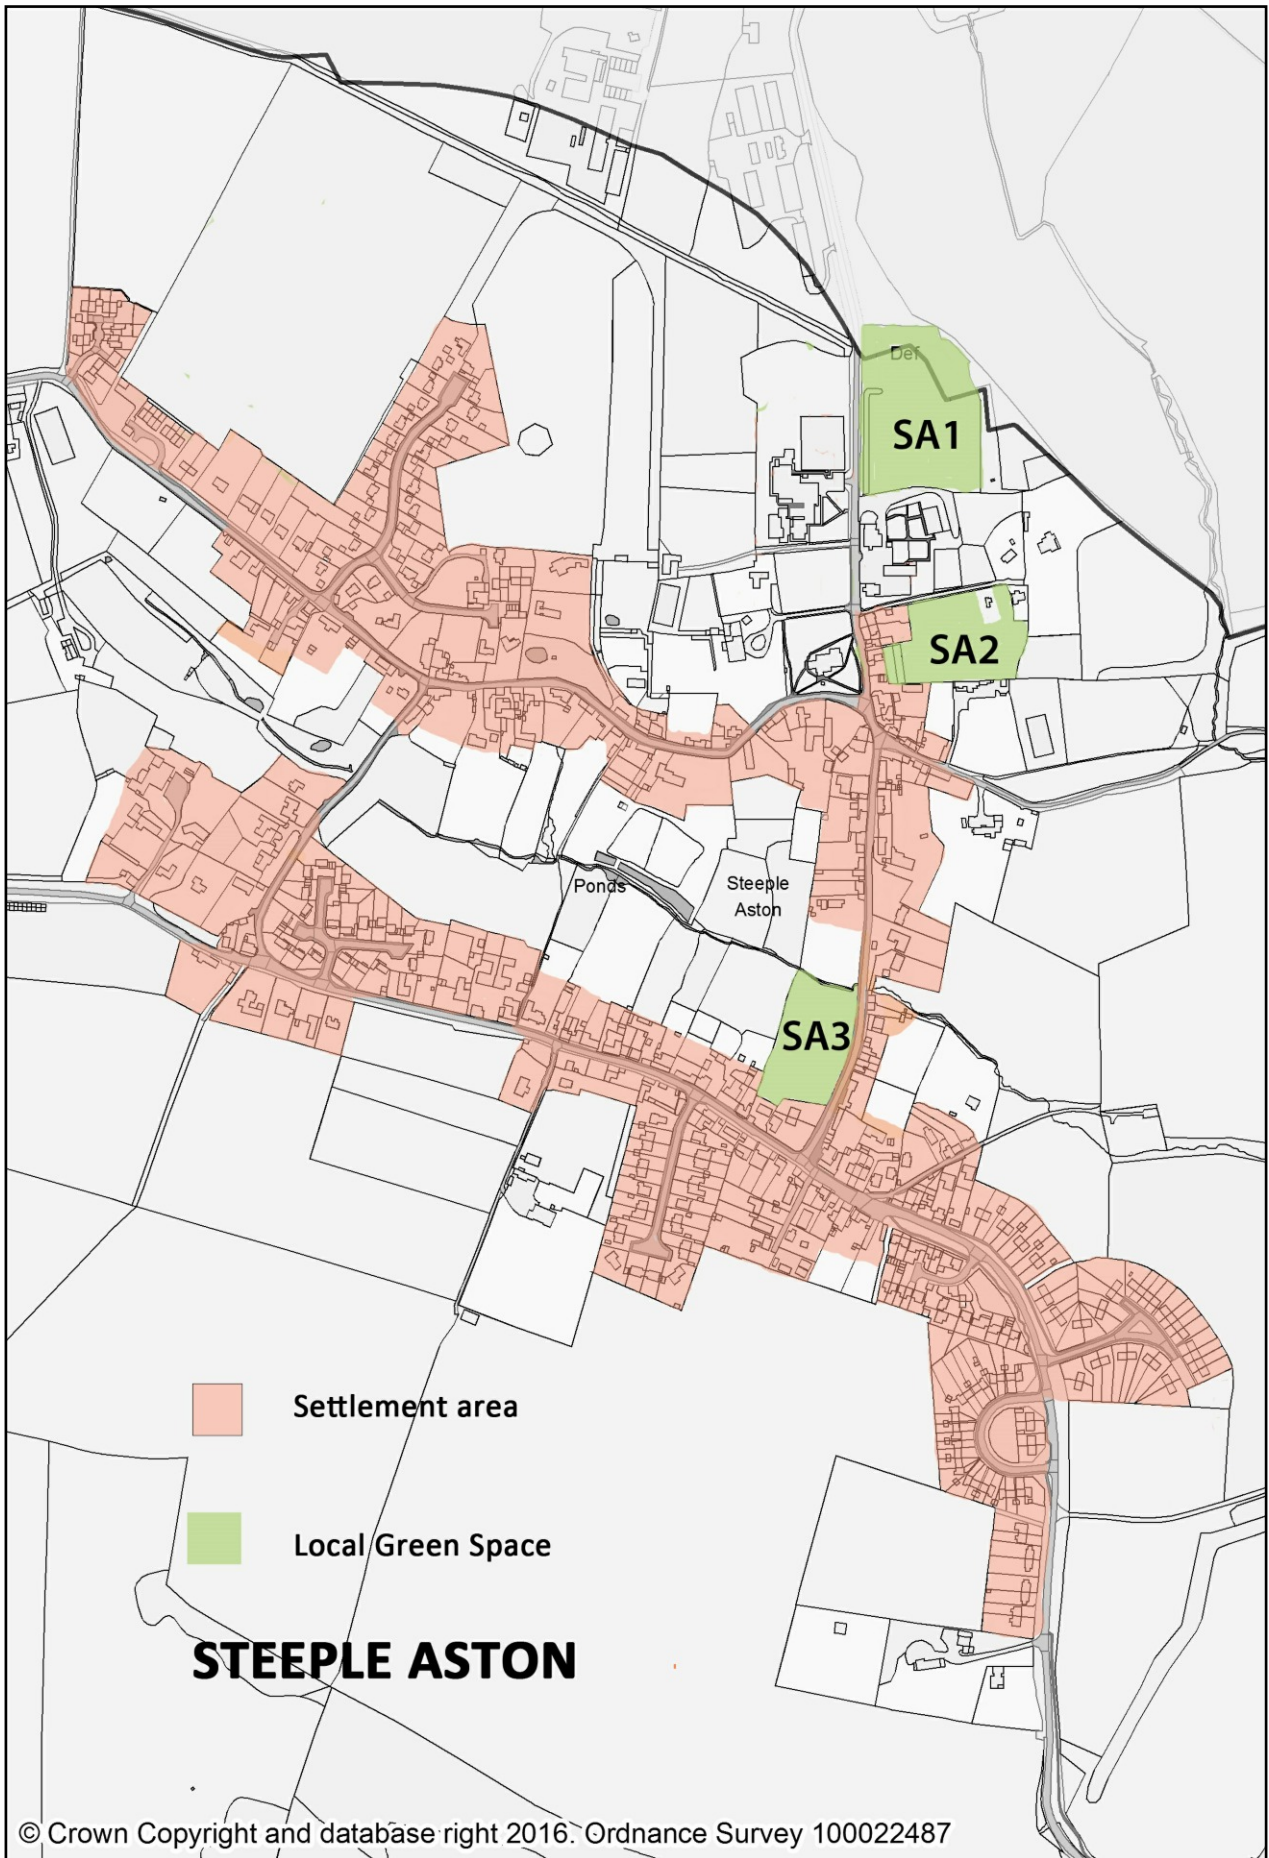 Def
SA1
SA2
Ponds
Steeple
Aston
SA3
Settlement area
Local Green Space
STEEPLE ASTON
© Crown Copyright and database right 2016. Ordnance Survey 100022487